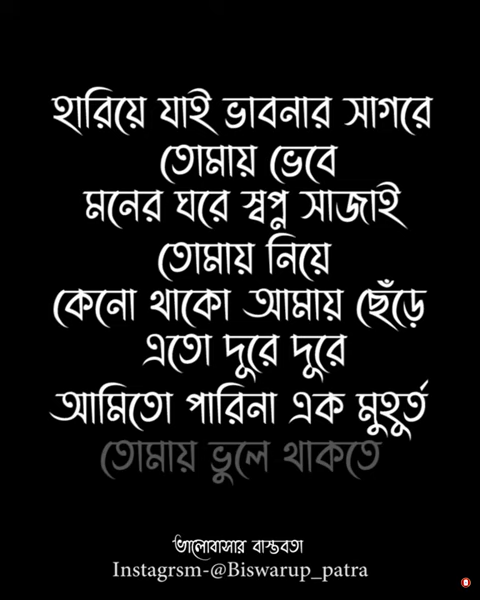 হারিয়ে যাই ভাবনার সাগরে
তোমায় ভেবে
মনের ঘরে স্বপ্ন সাজাই
তোমায় নিয়ে
কেনো থাকো আমায় ছেঁড়ে
এতো দূরে দূরে
আমিতো পারিনা এক মুহূর্ত
তোমায় ভুলে থাকতে
ভালোবাসার বাস্তবতা
Instagrsm-@Biswarup_patra